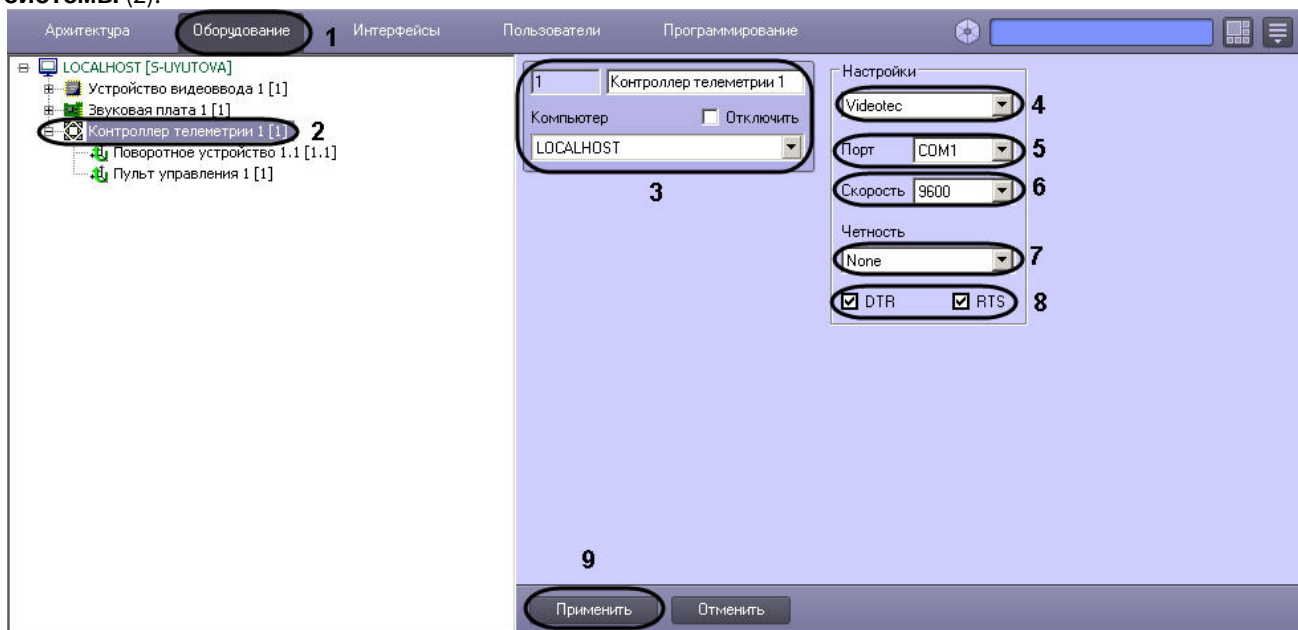 системы (2).
Архитектура Оборудование 1 Интерфейсы Пользователи Программирование
LOCALHOST [S-UYUTOVA]
Устройство видеоввода 1 [1]
Звуковая плата 1 [1]
Контроллер телеметрии 1 [1] 2
Поворотное устройство 1.1 [1.1]
Пульт управления 1 [1]
1 Контроллер телеметрии 1
Компьютер Отключить
LOCALHOST
3
Настройки
Videotec 4
Порт COM1 5
Скорость 9600 6
Четность
None 7
DTR RTS 8
9
Применить Отменить